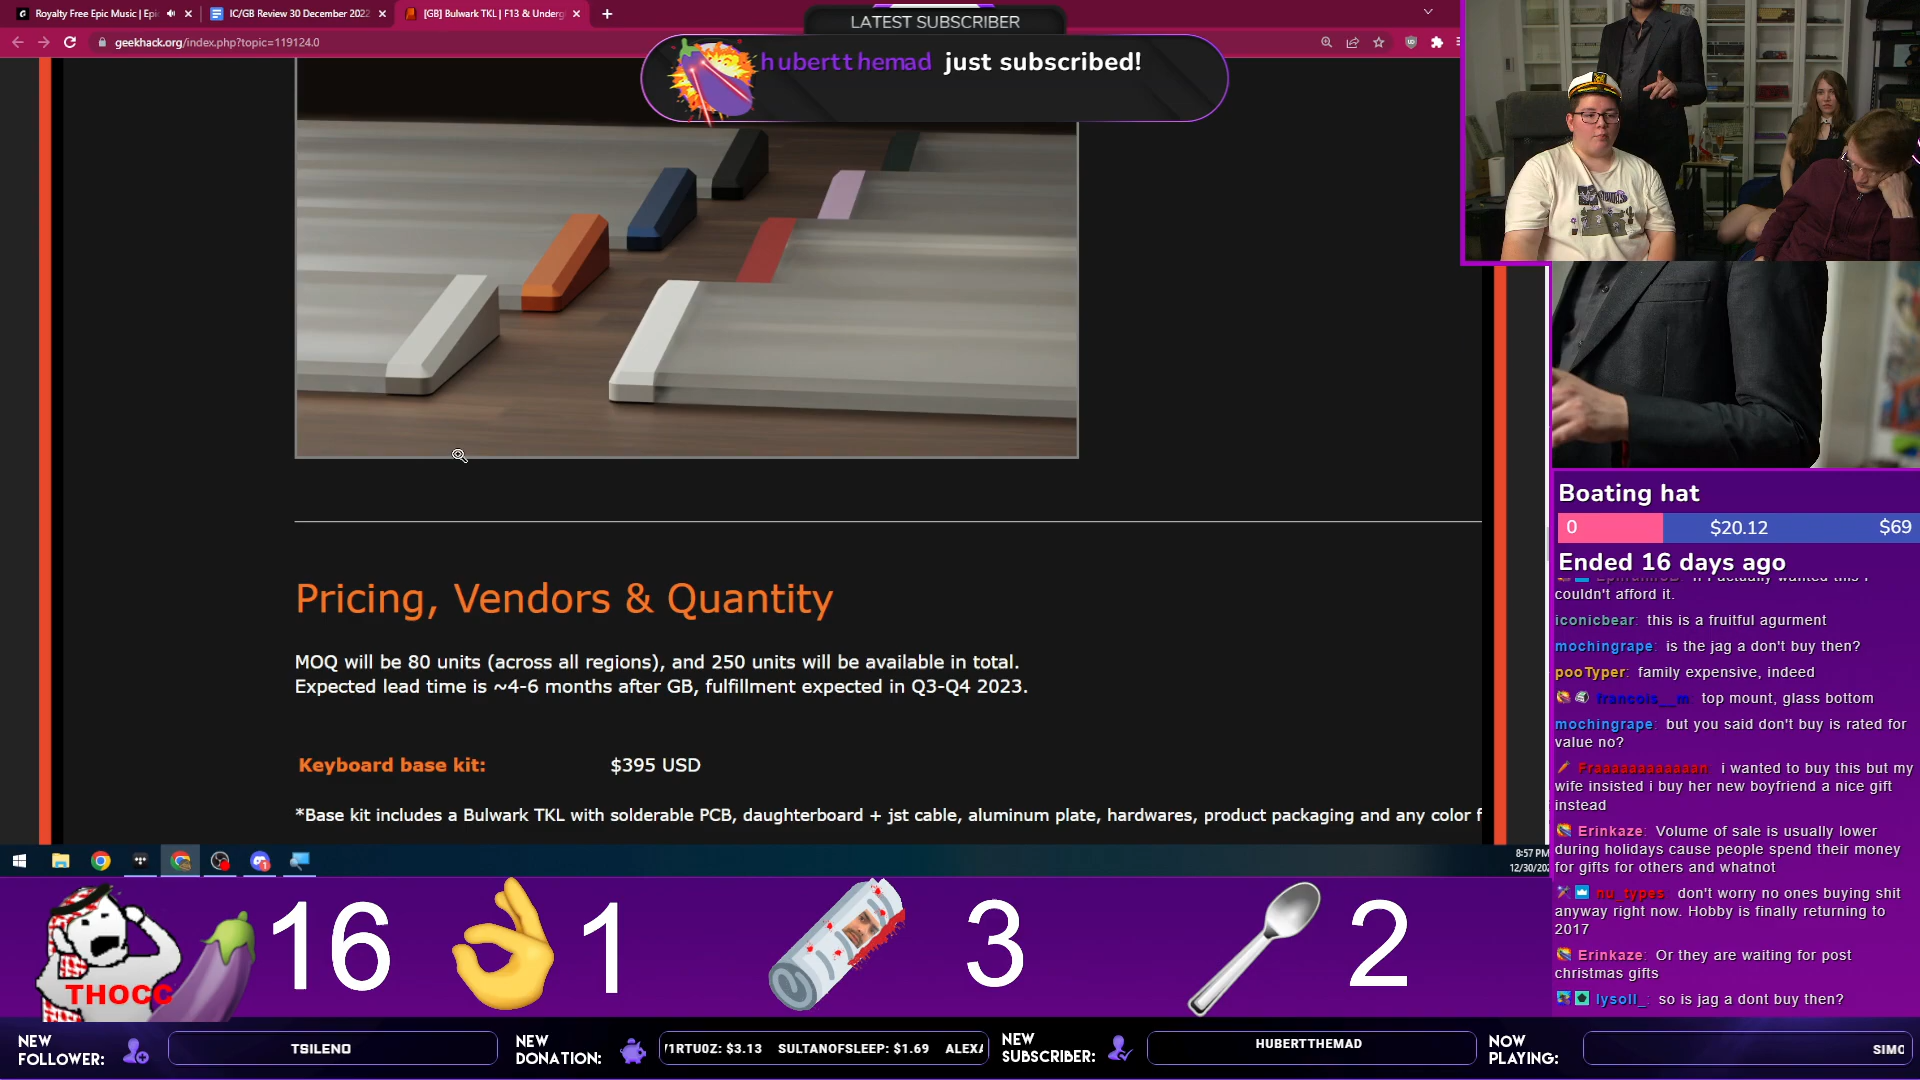 Royalty Free Epic Music | Epi
IC/GB Review 30 December 2022
[GB] Bulwark TKL | F13 & Underg
geekhack.org/index.php?topic=119124.0
LATEST SUBSCRIBER
hubertthemad just subscribed!
Pricing, Vendors & Quantity
MOQ will be 80 units (across all regions), and 250 units will be available in total.
Expected lead time is ~4-6 months after GB, fulfillment expected in Q3-Q4 2023.
Keyboard base kit: $395 USD
*Base kit includes a Bulwark TKL with solderable PCB, daughterboard + jst cable, aluminum plate, hardwares, product packaging and any color f
8:57 PM
12/30/20
Boating hat
0 $20.12 $69
Ended 16 days ago
couldn't afford it.
iconicbear: this is a fruitful agurment
mochingrape: is the jag a don't buy then?
pooTyper: family expensive, indeed
francois__m: top mount, glass bottom
mochingrape: but you said don't buy is rated for
value no?
Fraaaaaaaaaaaan: i wanted to buy this but my
wife insisted i buy her new boyfriend a nice gift
instead
Erinkaze: Volume of sale is usually lower
during holidays cause people spend their money
for gifts for others and whatnot
nu_types: don't worry no ones buying shit
anyway right now. Hobby is finally returning to
2017
Erinkaze: Or they are waiting for post
christmas gifts
lysoll_: so is jag a dont buy then?
THOCC
16 1 3 2
NEW
FOLLOWER:
TSILENO
NEW
DONATION:
1RTU0Z: $3.13 SULTANOFSLEEP: $1.69 ALEXA
NEW
SUBSCRIBER:
HUBERTTHEMAD
NOW
PLAYING:
SIMO